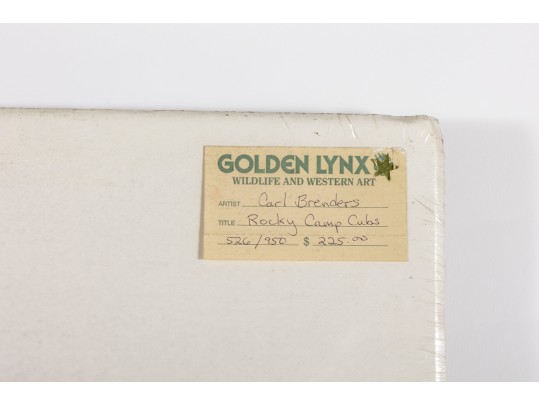 GOLDEN LYNX
WILDLIFE AND WESTERN ART
ARTIST Carl Brenders
TITLE Rocky Camp Cubs
526/950 $ 225.00